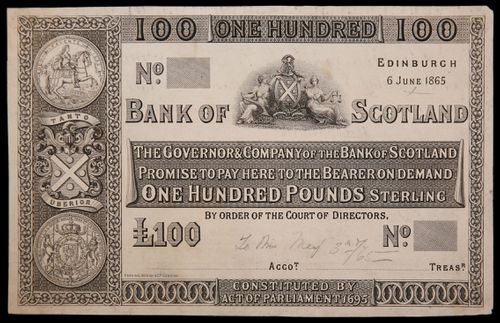 100 ONE HUNDRED 100
EDINBURGH
Nº
6 JUNE 1865
BANK OF SCOTLAND
TANTO
UBERIOR
THE GOVERNOR & COMPANY OF THE BANK OF SCOTLAND
PROMISE TO PAY HERE TO THE BEARER ON DEMAND
ONE HUNDRED POUNDS STERLING
BY ORDER OF THE COURT OF DIRECTORS,
£100
Nº
ACCOT.
TREASR
CONSTITUTED BY
ACT OF PARLIAMENT 1695